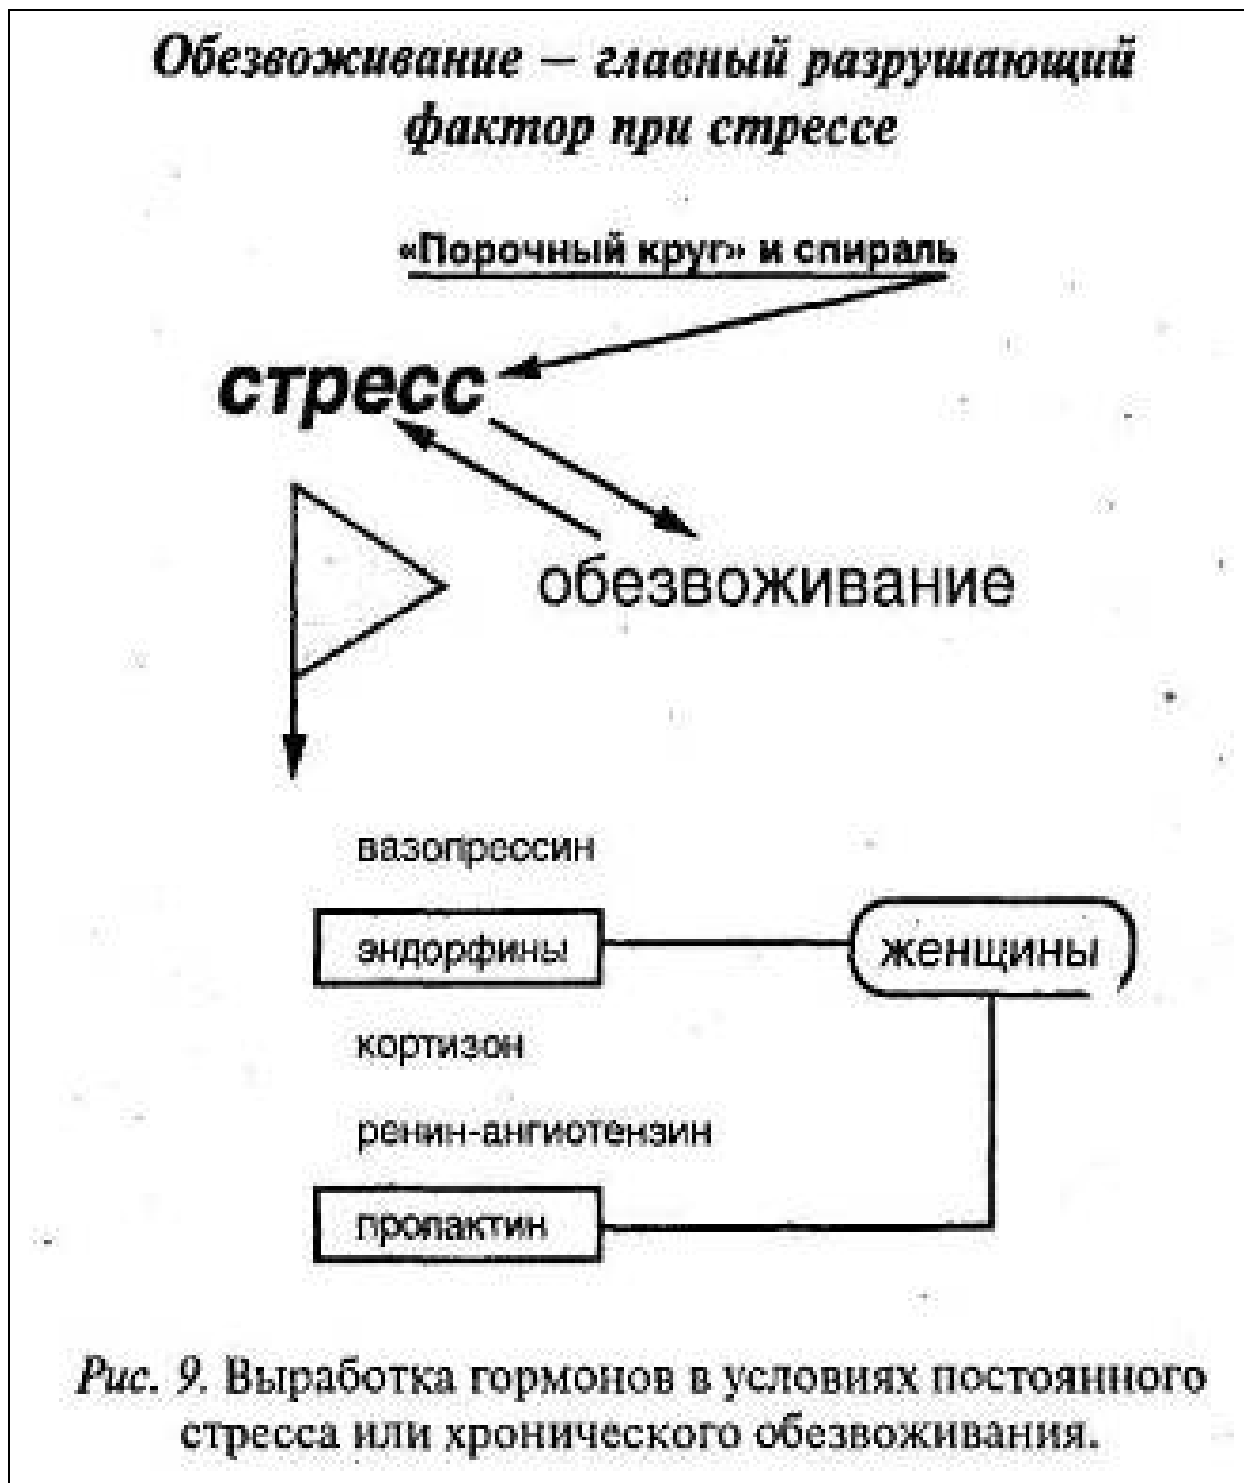 Обезвоживание — главный разрушающий
фактор при стрессе
«Порочный круг» и спираль
стресс
обезвоживание
вазопрессин
эндорфины
женщины
кортизон
ренин-ангиотензин
пролактин
Рис. 9. Выработка гормонов в условиях постоянного
стресса или хронического обезвоживания.